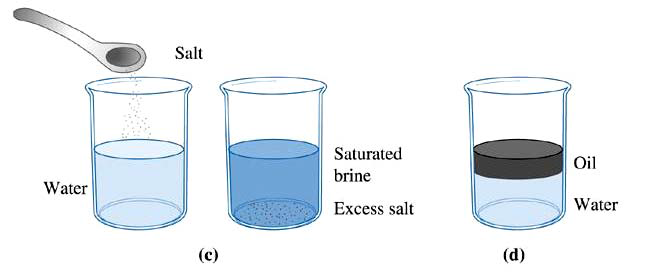 Salt
Water
Saturated
brine
Excess salt
Oil
Water
(c)
(d)